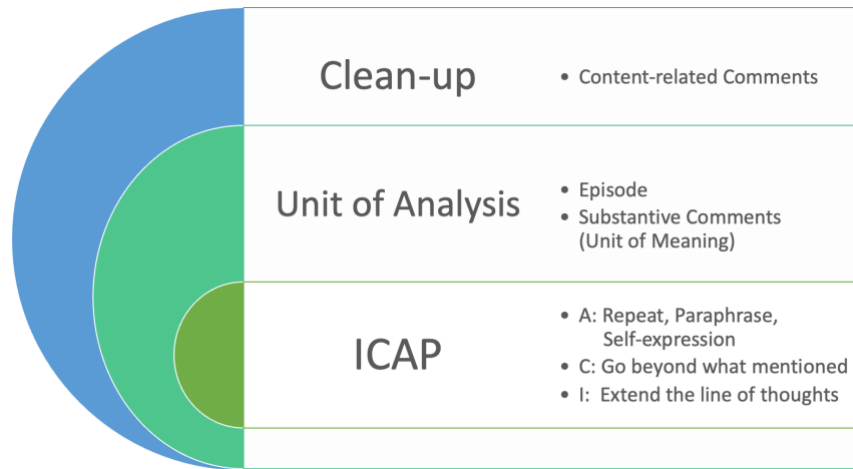 Clean-up
• Content-related Comments
Unit of Analysis
• Episode
• Substantive Comments
(Unit of Meaning)
ICAP
• A: Repeat, Paraphrase,
Self-expression
• C: Go beyond what mentioned
• I: Extend the line of thoughts